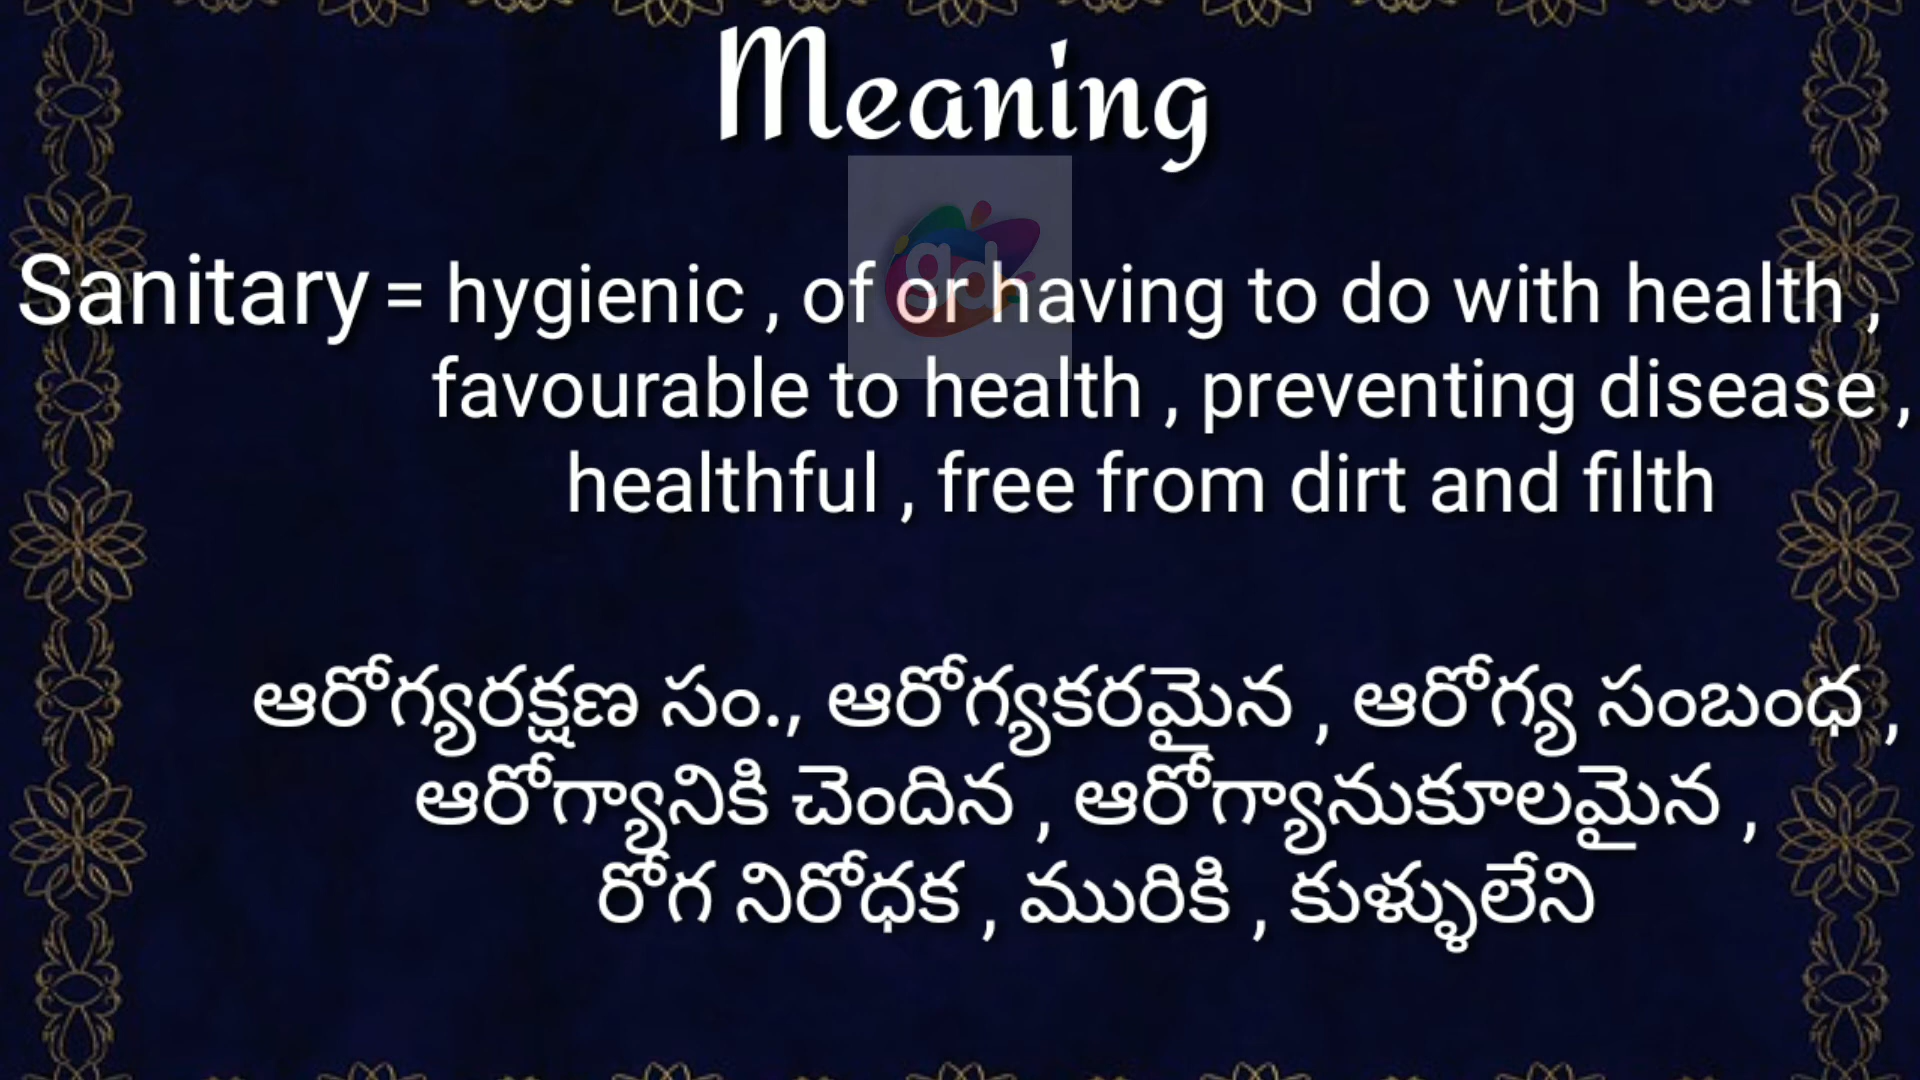 Meaning
Sanitary = hygienic , of or having to do with health ,
favourable to health , preventing disease ,
healthful , free from dirt and filth
ఆరోగ్యరక్షణ సం., ఆరోగ్యకరమైన , ఆరోగ్య సంబంధ ,
ఆరోగ్యానికి చెందిన , ఆరోగ్యానుకూలమైన ,
రోగ నిరోధక , మురికి , కుళ్ళులేని
gd